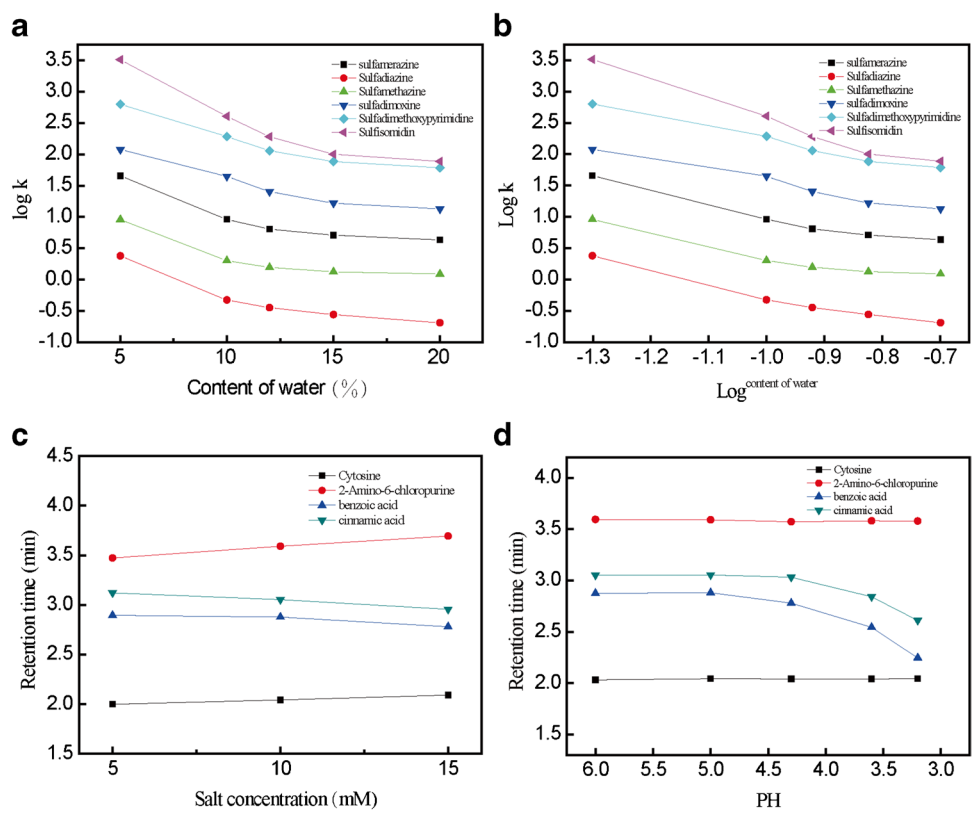 a
3.5
3.0
2.5
2.0
1.5
1.0
0.5
0.0
-0.5
-1.0
log k
sulfamerazine
Sulfadiazine
Sulfamethazine
sulfadimoxine
Sulfadimethoxypyrimidine
Sulfisomidin
5
10
15
20
Content of water (%)
b
3.5
3.0
2.5
2.0
1.5
1.0
0.5
0.0
-0.5
-1.0
Log k
sulfamerazine
Sulfadiazine
Sulfamethazine
sulfadimoxine
Sulfadimethoxypyrimidine
Sulfisomidin
-1.3
-1.2
-1.1
-1.0
-0.9
-0.8
-0.7
Log content of water
c
4.5
4.0
3.5
3.0
2.5
2.0
1.5
Retention time (min)
Cytosine
2-Amino-6-chloropurine
benzoic acid
cinnamic acid
5
10
15
Salt concentration (mM)
d
4.0
3.5
3.0
2.5
2.0
1.5
Retention time (min)
Cytosine
2-Amino-6-chloropurine
benzoic acid
cinnamic acid
6.0
5.5
5.0
4.5
4.0
3.5
3.0
PH